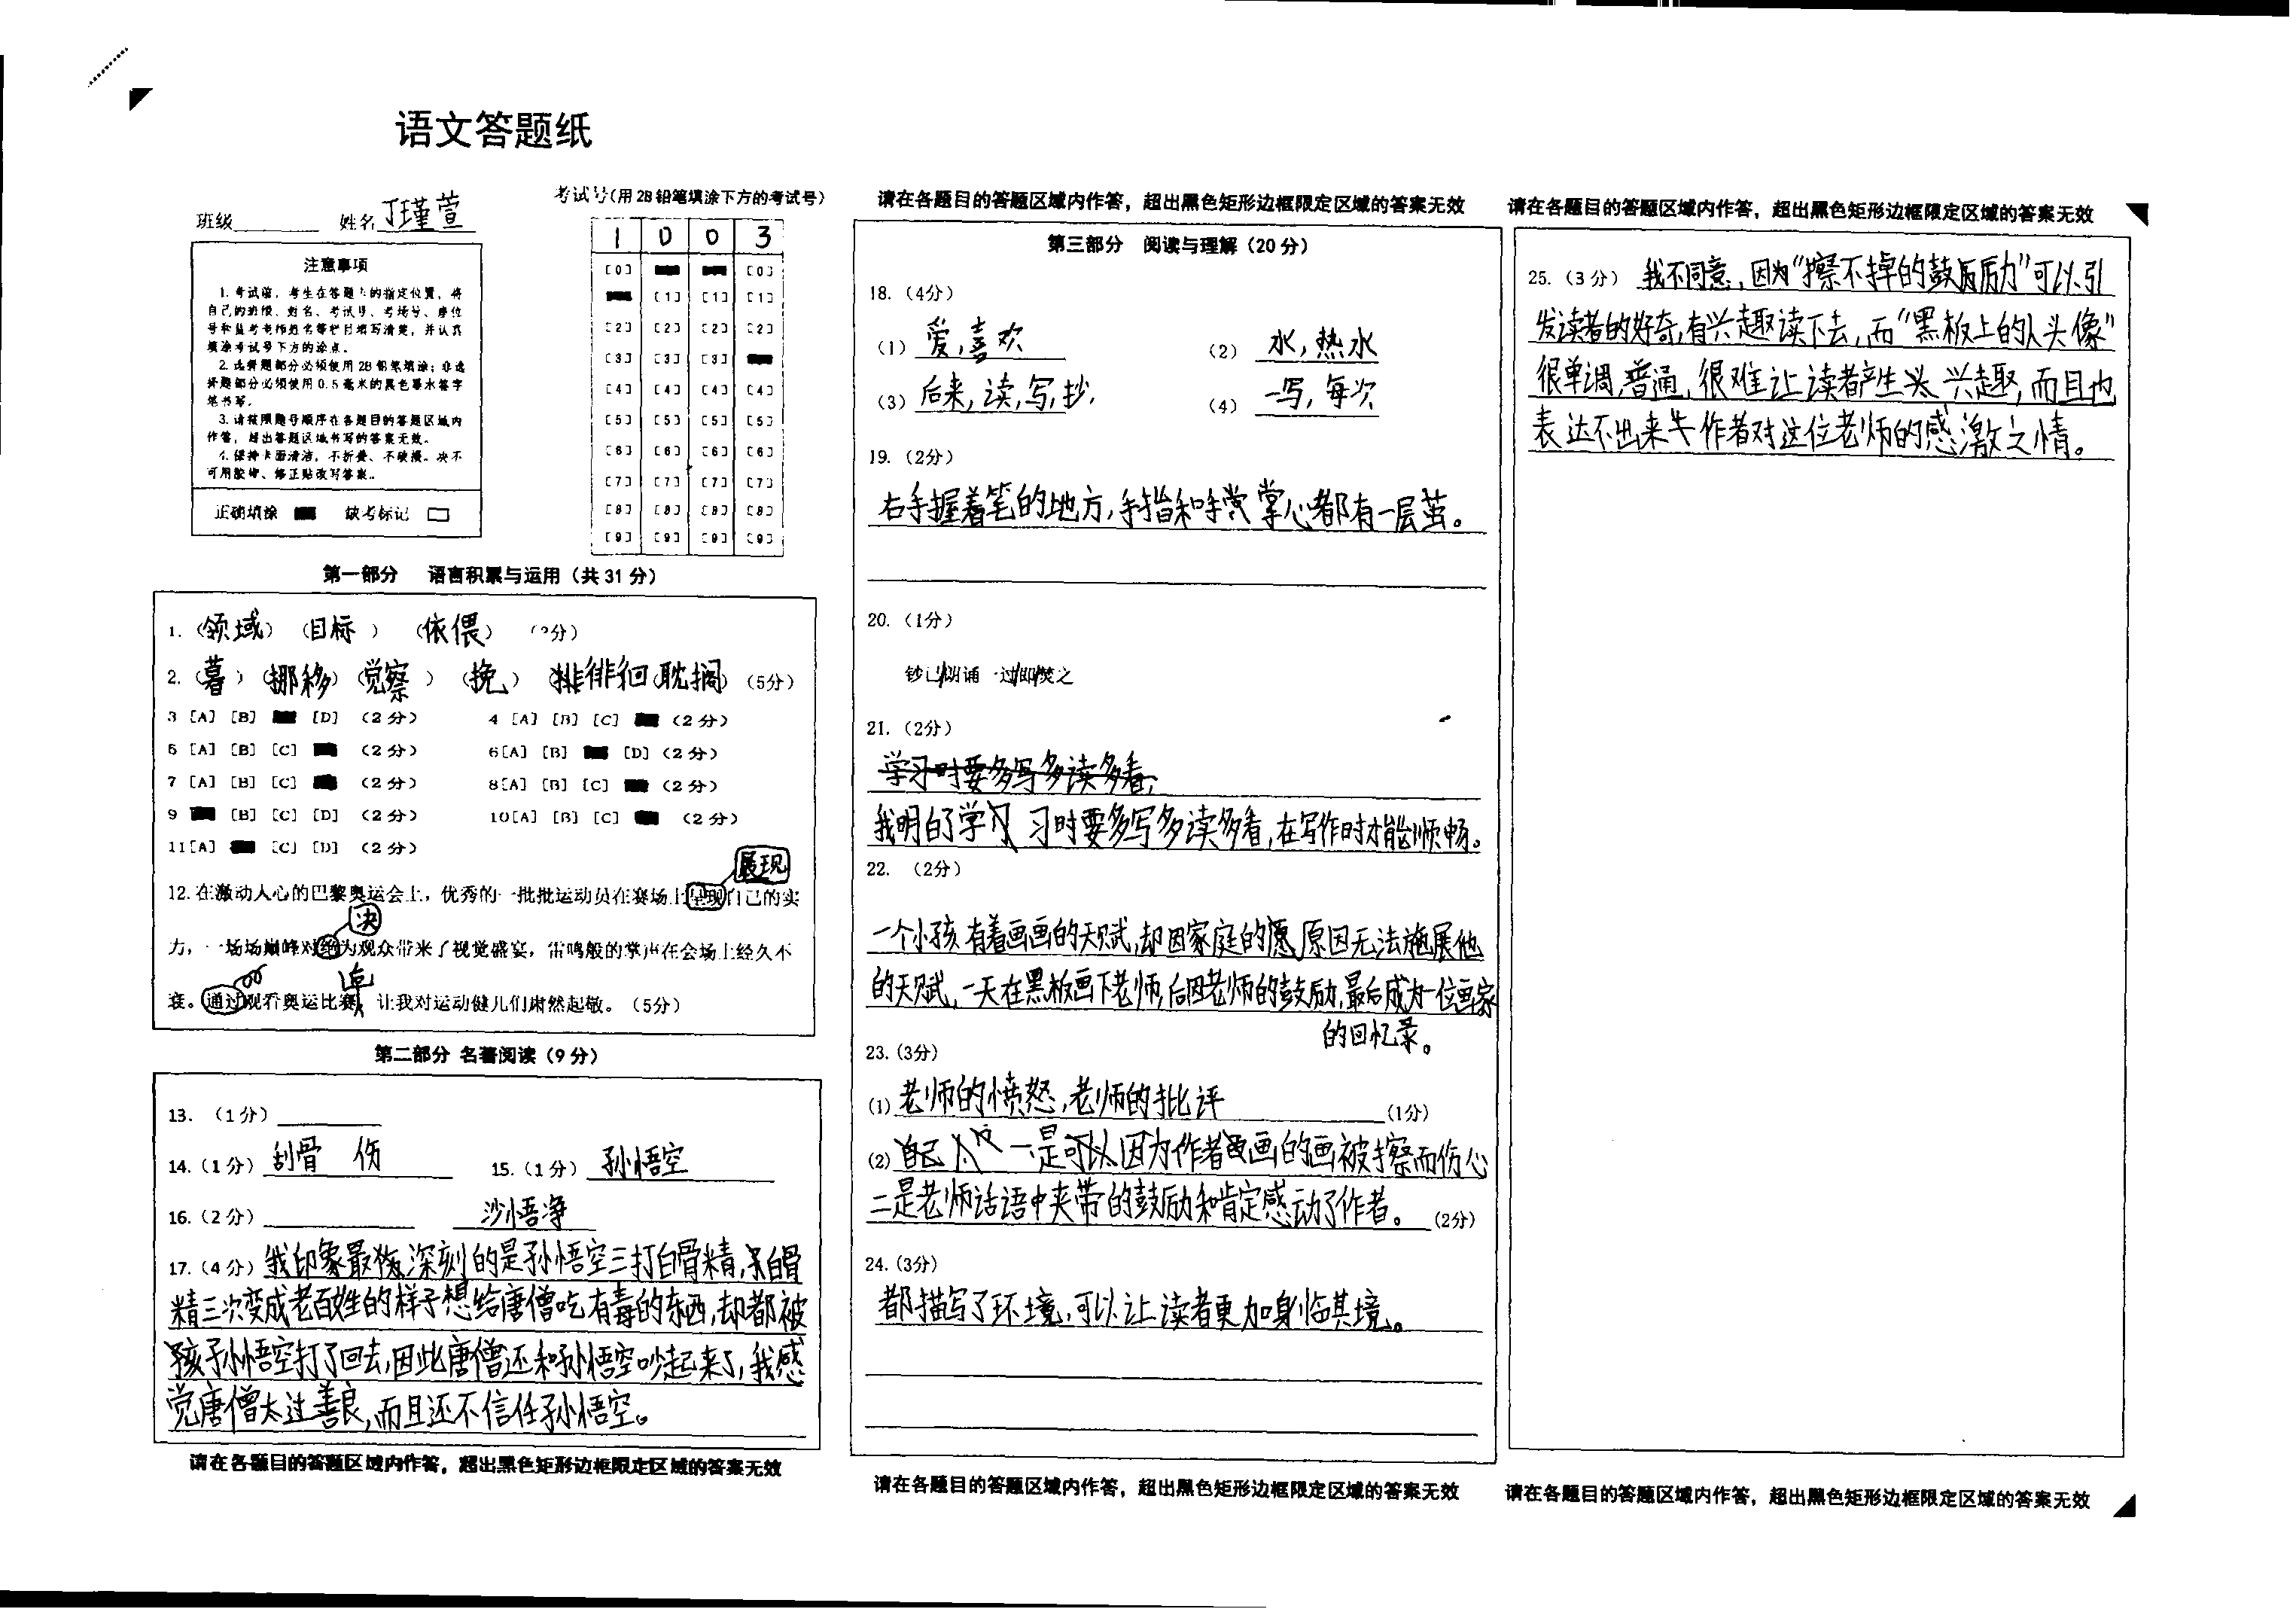 语文答题纸
班级 姓名 丁瑾萱
考试号(用2B铅笔填涂下方的考试号)
1 0 0 3
[0] [0]
[1] [1] [1]
[2] [2] [2] [2]
[3] [3] [3]
[4] [4] [4] [4]
[5] [5] [5] [5]
[6] [6] [6] [6]
[7] [7] [7] [7]
[8] [8] [8] [8]
[9] [9] [9] [9]
注意事项
1. 考试前，考生在答题卡的指定位置，将
自己的班级、姓名、考试号、考场号、座位
号和监考老师姓名等栏目填写清楚，并认真
填涂考试号下方的涂点。
2. 选择题部分必须使用2B铅笔填涂；非选
择题部分必须使用0.5毫米的黑色墨水签字
笔书写。
3. 请按照题号顺序在各题目的答题区域内
作答，超出答题区域书写的答案无效。
4. 保持卡面清洁，不折叠、不破损。决不
可用胶带、修正贴改写答案。
正确填涂 缺考标记
第一部分 语言积累与运用（共31分）
1.（领域）（目标）（依偎）（2分）
2.（暮）（挪移）（觉察）（挽）（徘徊）（耽搁）（5分）
3 [A] [B] [D] （2分） 4 [A] [B] [C] （2分）
5 [A] [B] [C] （2分） 6[A] [B] [D]（2分）
7 [A] [B] [C] （2分） 8[A] [B] [C] （2分）
9 [B] [C] [D] （2分） 10[A] [B] [C] （2分）
11[A] [C] [D] （2分）
展现
12.在激动人心的巴黎奥运会上，优秀的一批批运动员在赛场上呈现自己的实
决
力，一场场巅峰对绝为观众带来了视觉盛宴，雷鸣般的掌声在会场上经久不
衰。通过观看奥运比赛，让我对运动健儿们肃然起敬。（5分）
第二部分 名著阅读（9分）
13.（1分）
14.（1分） 刮骨 伤 15.（1分） 孙悟空
16.（2分） 沙悟净
17.（4分）我印象最深刻的是孙悟空三打白骨精,白骨
精三次变成老百姓的样子想给唐僧吃有毒的东西,却都被
孙悟空打了回去,因此唐僧还和孙悟空吵起来了,我感
觉唐僧太过善良,而且还不信任孙悟空。
请在各题目的答题区域内作答，超出黑色矩形边框限定区域的答案无效
请在各题目的答题区域内作答，超出黑色矩形边框限定区域的答案无效
第三部分 阅读与理解（20分）
18.（4分）
（1）爱,喜欢 （2）水,热水
（3）后来,读,写,抄. （4）一写,每次
19.（2分）
右手握着笔的地方,手指和手掌心都有一层茧。
20.（1分）
钞已朗诵一过即焚之
21.（2分）
学习时要多写多读多看,
我明白了学习时要多写多读多看,在写作时才能顺畅。
22. （2分）
一个小孩有着画画的天赋,却因家庭的原因无法施展他
的天赋,一天在黑板画下老师,后因老师的鼓励,最后成为一位画家
的回忆录。
23.（3分）
(1)老师的愤怒,老师的批评 （1分）
(2) 一是因为作者画的画被擦而伤心
二是老师话语中夹带的鼓励和肯定感动了作者。（2分）
24.（3分）
都描写了环境,可以让读者更加身临其境。
请在各题目的答题区域内作答，超出黑色矩形边框限定区域的答案无效
请在各题目的答题区域内作答，超出黑色矩形边框限定区域的答案无效
25.（3分） 我不同意,因为“擦不掉的鼓励”可以引
发读者的好奇,有兴趣读下去,而“黑板上的人头像”
很单调,普通,很难让读者产生兴趣,而且也
表达不出来作者对这位老师的感激之情。
请在各题目的答题区域内作答，超出黑色矩形边框限定区域的答案无效